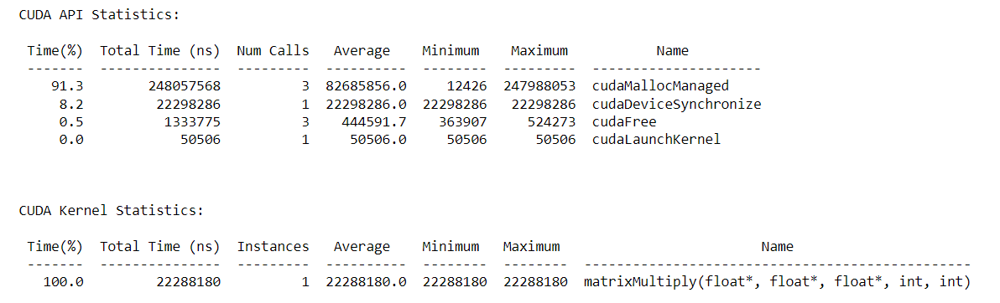 CUDA API Statistics:
Time(%)  Total Time (ns)  Num Calls   Average    Minimum    Maximum           Name
-------  ---------------  ---------  ----------  --------  ---------  ---------------------
91.3        248057568          3  82685856.0     12426  247988053  cudaMallocManaged
8.2         22298286          1  22298286.0  22298286   22298286  cudaDeviceSynchronize
0.5          1333775          3    444591.7    363907     524273  cudaFree
0.0            50506          1     50506.0     50506      50506  cudaLaunchKernel
CUDA Kernel Statistics:
Time(%)  Total Time (ns)  Instances   Average    Minimum   Maximum                        Name
-------  ---------------  ---------  ----------  --------  --------  ------------------------------------------------
100.0         22288180          1  22288180.0  22288180  22288180  matrixMultiply(float*, float*, float*, int, int)